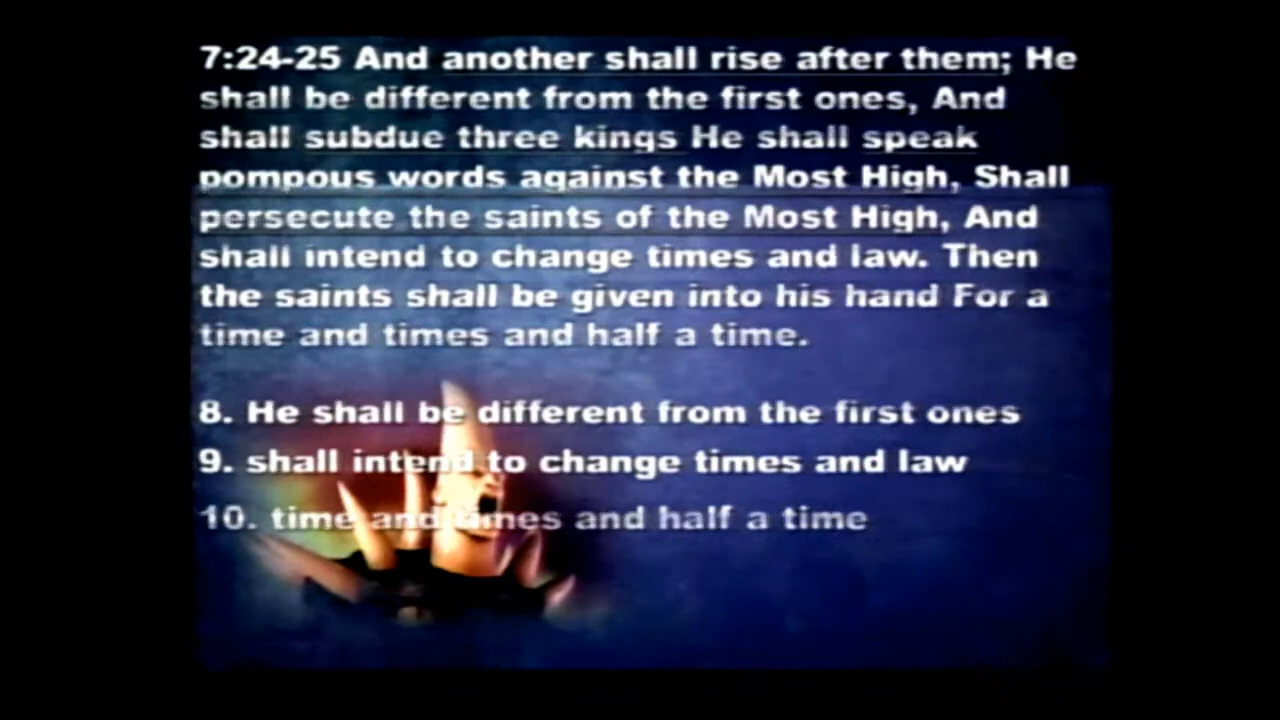 7:24-25 And another shall rise after them; He
shall be different from the first ones, And
shall subdue three kings He shall speak
pompous words against the Most High, Shall
persecute the saints of the Most High, And
shall intend to change times and law. Then
the saints shall be given into his hand For a
time and times and half a time.
8. He shall be different from the first ones
9. shall intend to change times and law
10. time and times and half a time